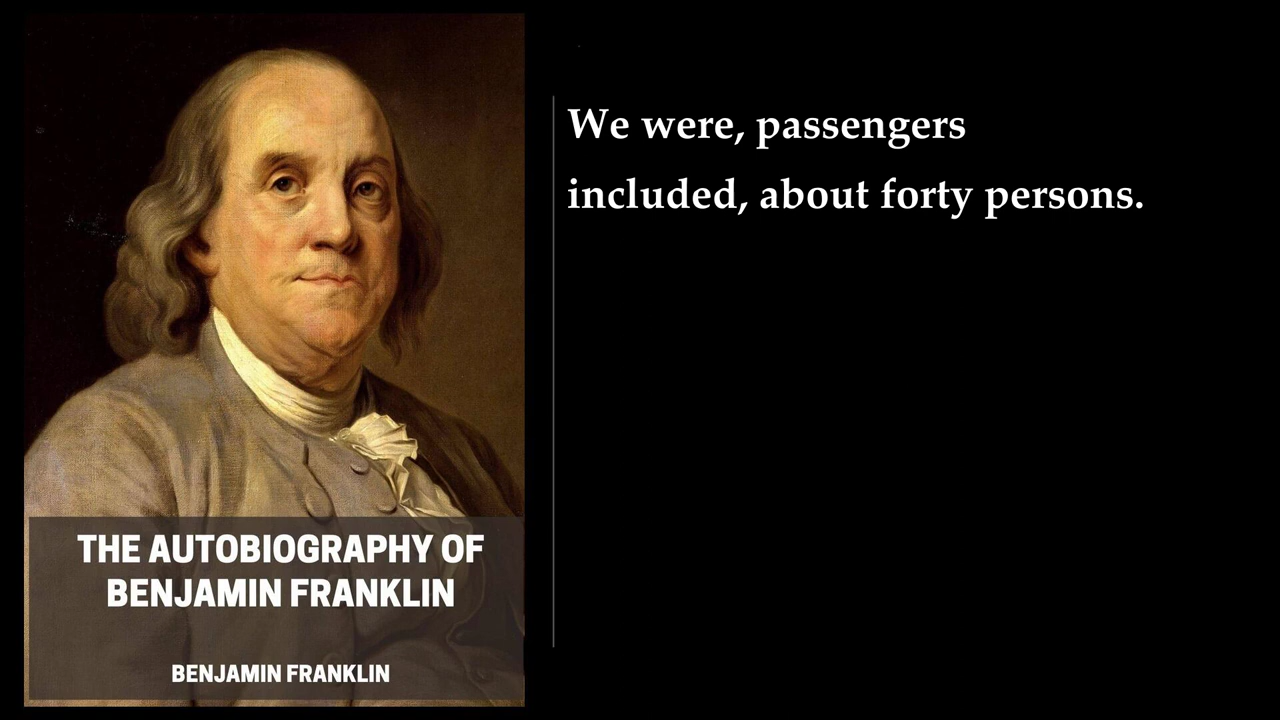 We were, passengers
included, about forty persons.
THE AUTOBIOGRAPHY OF
BENJAMIN FRANKLIN
BENJAMIN FRANKLIN